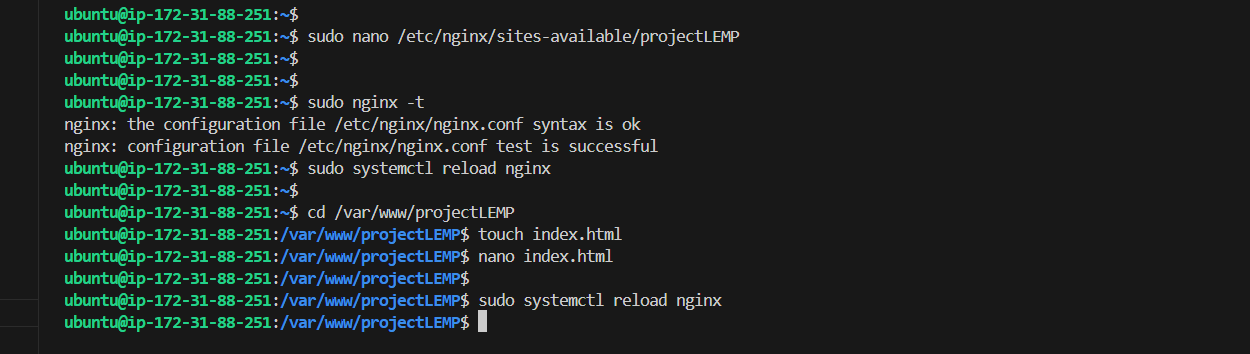 ubuntu@ip-172-31-88-251:~$
ubuntu@ip-172-31-88-251:~$ sudo nano /etc/nginx/sites-available/projectLEMP
ubuntu@ip-172-31-88-251:~$
ubuntu@ip-172-31-88-251:~$
ubuntu@ip-172-31-88-251:~$ sudo nginx -t
nginx: the configuration file /etc/nginx/nginx.conf syntax is ok
nginx: configuration file /etc/nginx/nginx.conf test is successful
ubuntu@ip-172-31-88-251:~$ sudo systemctl reload nginx
ubuntu@ip-172-31-88-251:~$
ubuntu@ip-172-31-88-251:~$ cd /var/www/projectLEMP
ubuntu@ip-172-31-88-251:/var/www/projectLEMP$ touch index.html
ubuntu@ip-172-31-88-251:/var/www/projectLEMP$ nano index.html
ubuntu@ip-172-31-88-251:/var/www/projectLEMP$
ubuntu@ip-172-31-88-251:/var/www/projectLEMP$ sudo systemctl reload nginx
ubuntu@ip-172-31-88-251:/var/www/projectLEMP$